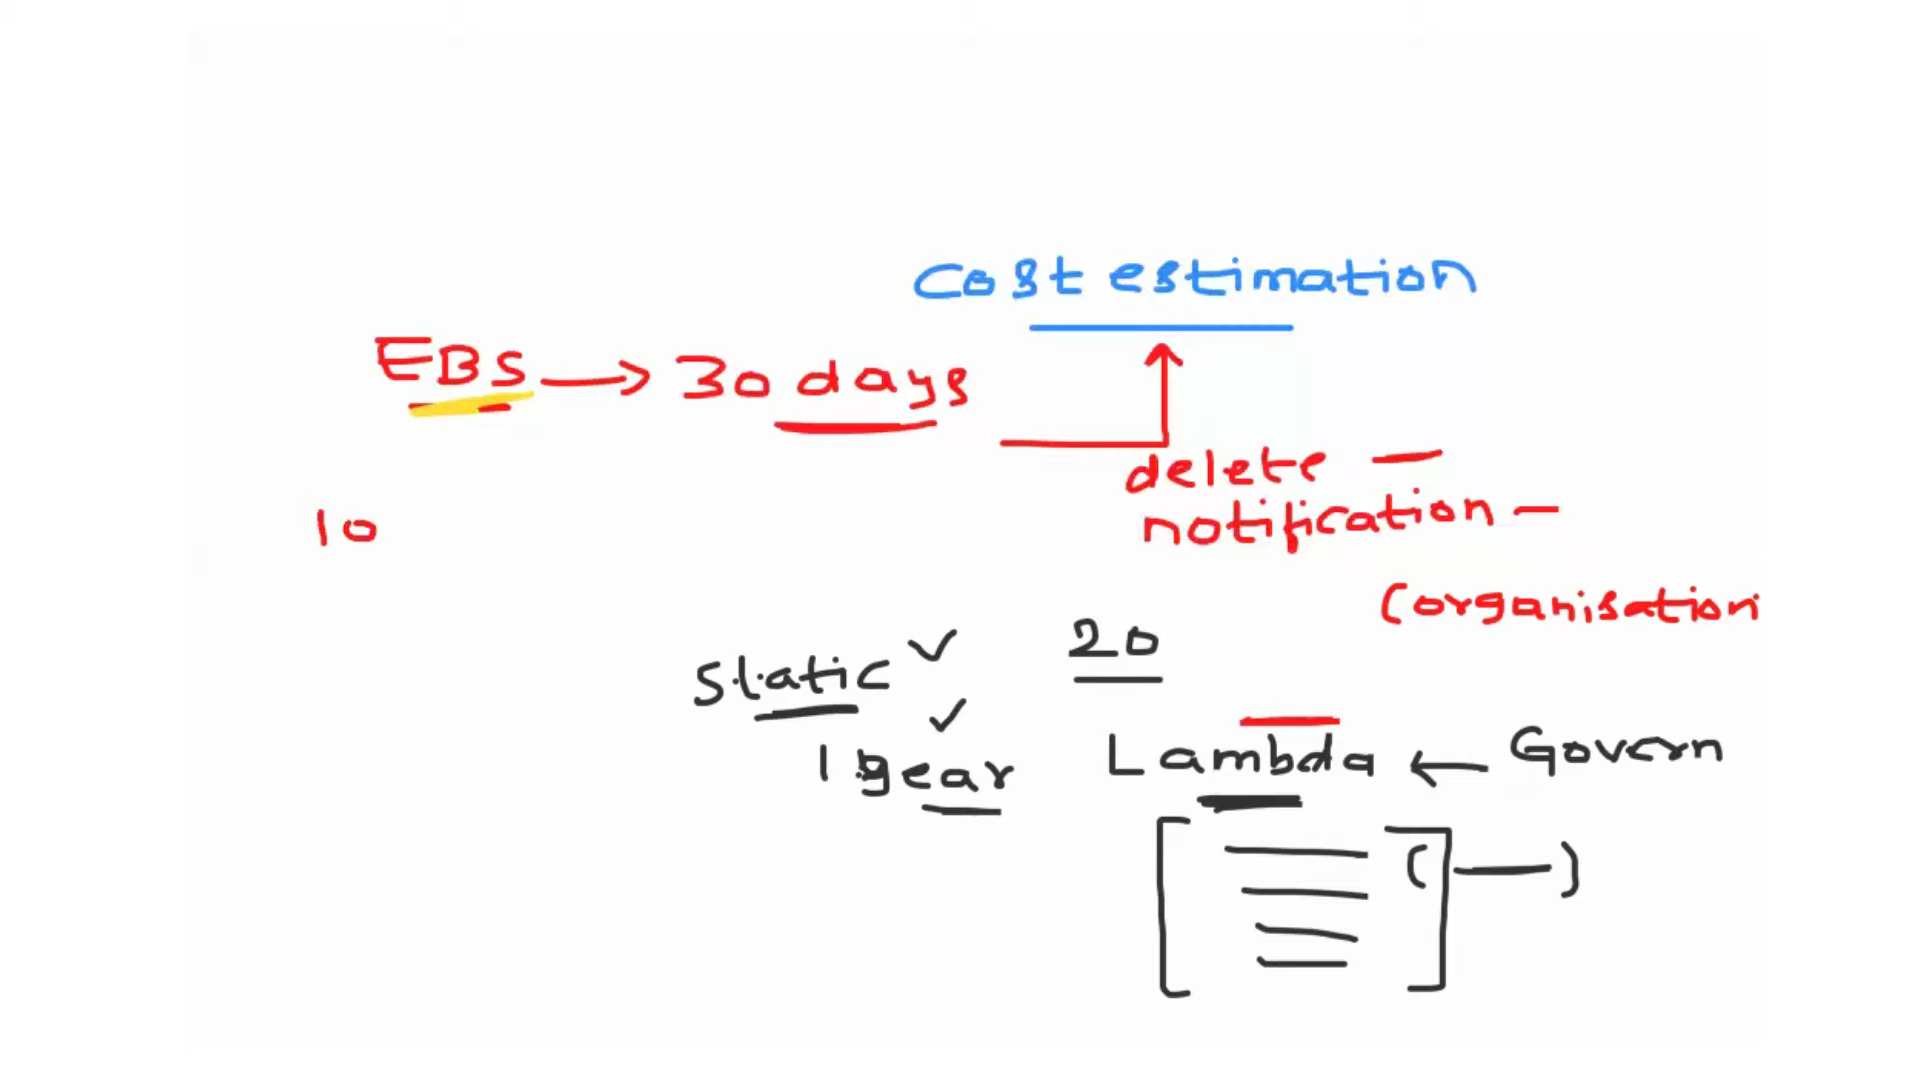 Cost estimation
EBS → 30 days
delete —
notification —
10
(organisation
static ✓ 20
✓
1 year Lambda ← Govern